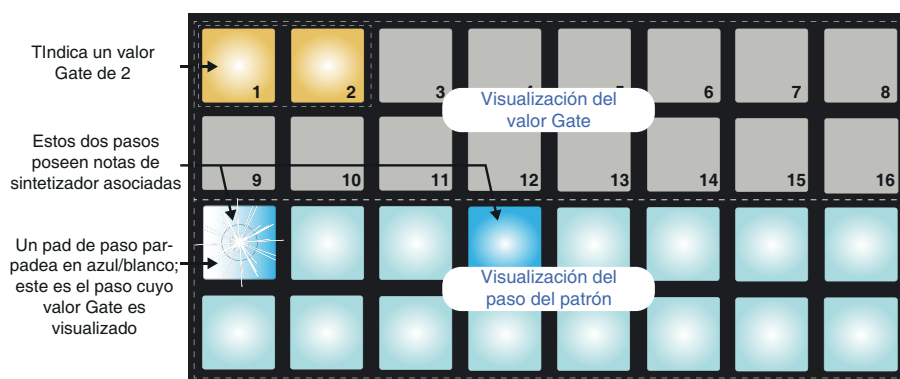 TIndica un valor
Gate de 2
1 2 3 4 5 6 7 8
Visualización del
valor Gate
Estos dos pasos
poseen notas de
sintetizador asociadas
9 10 11 12 13 14 15 16
Un pad de paso par-
padea en azul/blanco;
este es el paso cuyo
valor Gate es
visualizado
Visualización del
paso del patrón